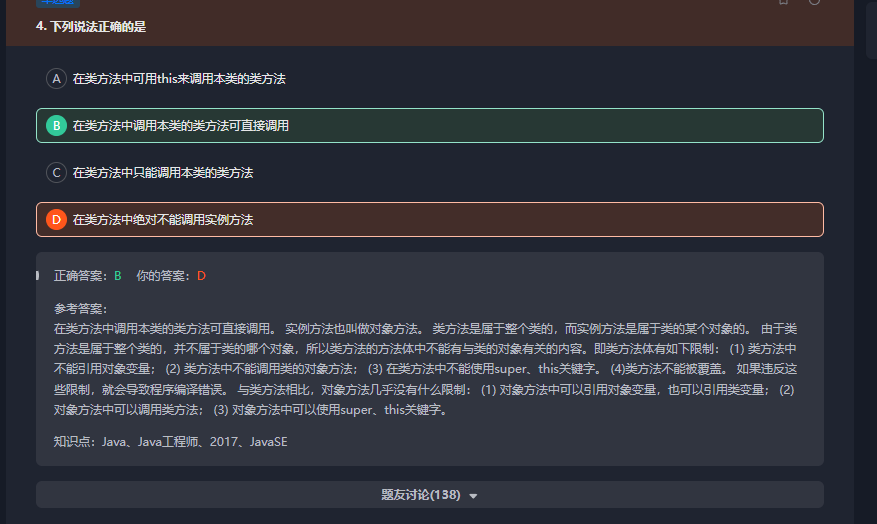 4. 下列说法正确的是
A 在类方法中可用this来调用本类的类方法
B 在类方法中调用本类的类方法可直接调用
C 在类方法中只能调用本类的类方法
D 在类方法中绝对不能调用实例方法
正确答案：B 你的答案：D
参考答案：
在类方法中调用本类的类方法可直接调用。 实例方法也叫做对象方法。 类方法是属于整个类的，而实例方法是属于类的某个对象的。 由于类
方法是属于整个类的，并不属于类的哪个对象，所以类方法的方法体中不能有与类的对象有关的内容。即类方法体有如下限制： (1) 类方法中
不能引用对象变量； (2) 类方法中不能调用类的对象方法； (3) 在类方法中不能使用super、this关键字。 (4)类方法不能被覆盖。 如果违反这
些限制，就会导致程序编译错误。 与类方法相比，对象方法几乎没有什么限制： (1) 对象方法中可以引用对象变量，也可以引用类变量； (2)
对象方法中可以调用类方法； (3) 对象方法中可以使用super、this关键字。
知识点：Java、Java工程师、2017、JavaSE
题友讨论(138)